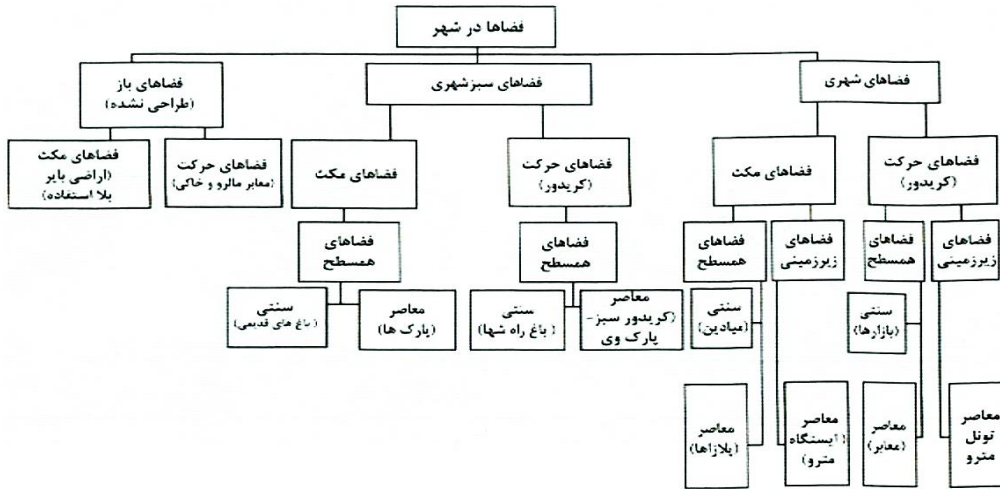 فضاها در شهر
فضاهای شهری
فضاهای سبز شهری
فضاهای باز
(طراحی نشده)
فضاهای حرکت
(کریدور)
فضاهای مکث
فضاهای حرکت
(کریدور)
فضاهای مکث
فضاهای حرکت
(معابر مالرو و خاکی)
فضاهای مکث
(اراضی بایر
بلا استفاده)
فضاهای
زیرزمینی
فضاهای
همسطح
فضاهای
زیرزمینی
فضاهای
همسطح
فضاهای
همسطح
فضاهای
همسطح
سنتی
(بازارها)
سنتی
(میادین)
معاصر
(کریدور سبز-
پارک وی
سنتی
(باغ راه شها)
معاصر
(پارک ها)
سنتی
(باغ های قدیمی)
معاصر
تونل
مترو
معاصر
(معابر)
معاصر
(ایستگاه
مترو)
معاصر
(پلازاها)